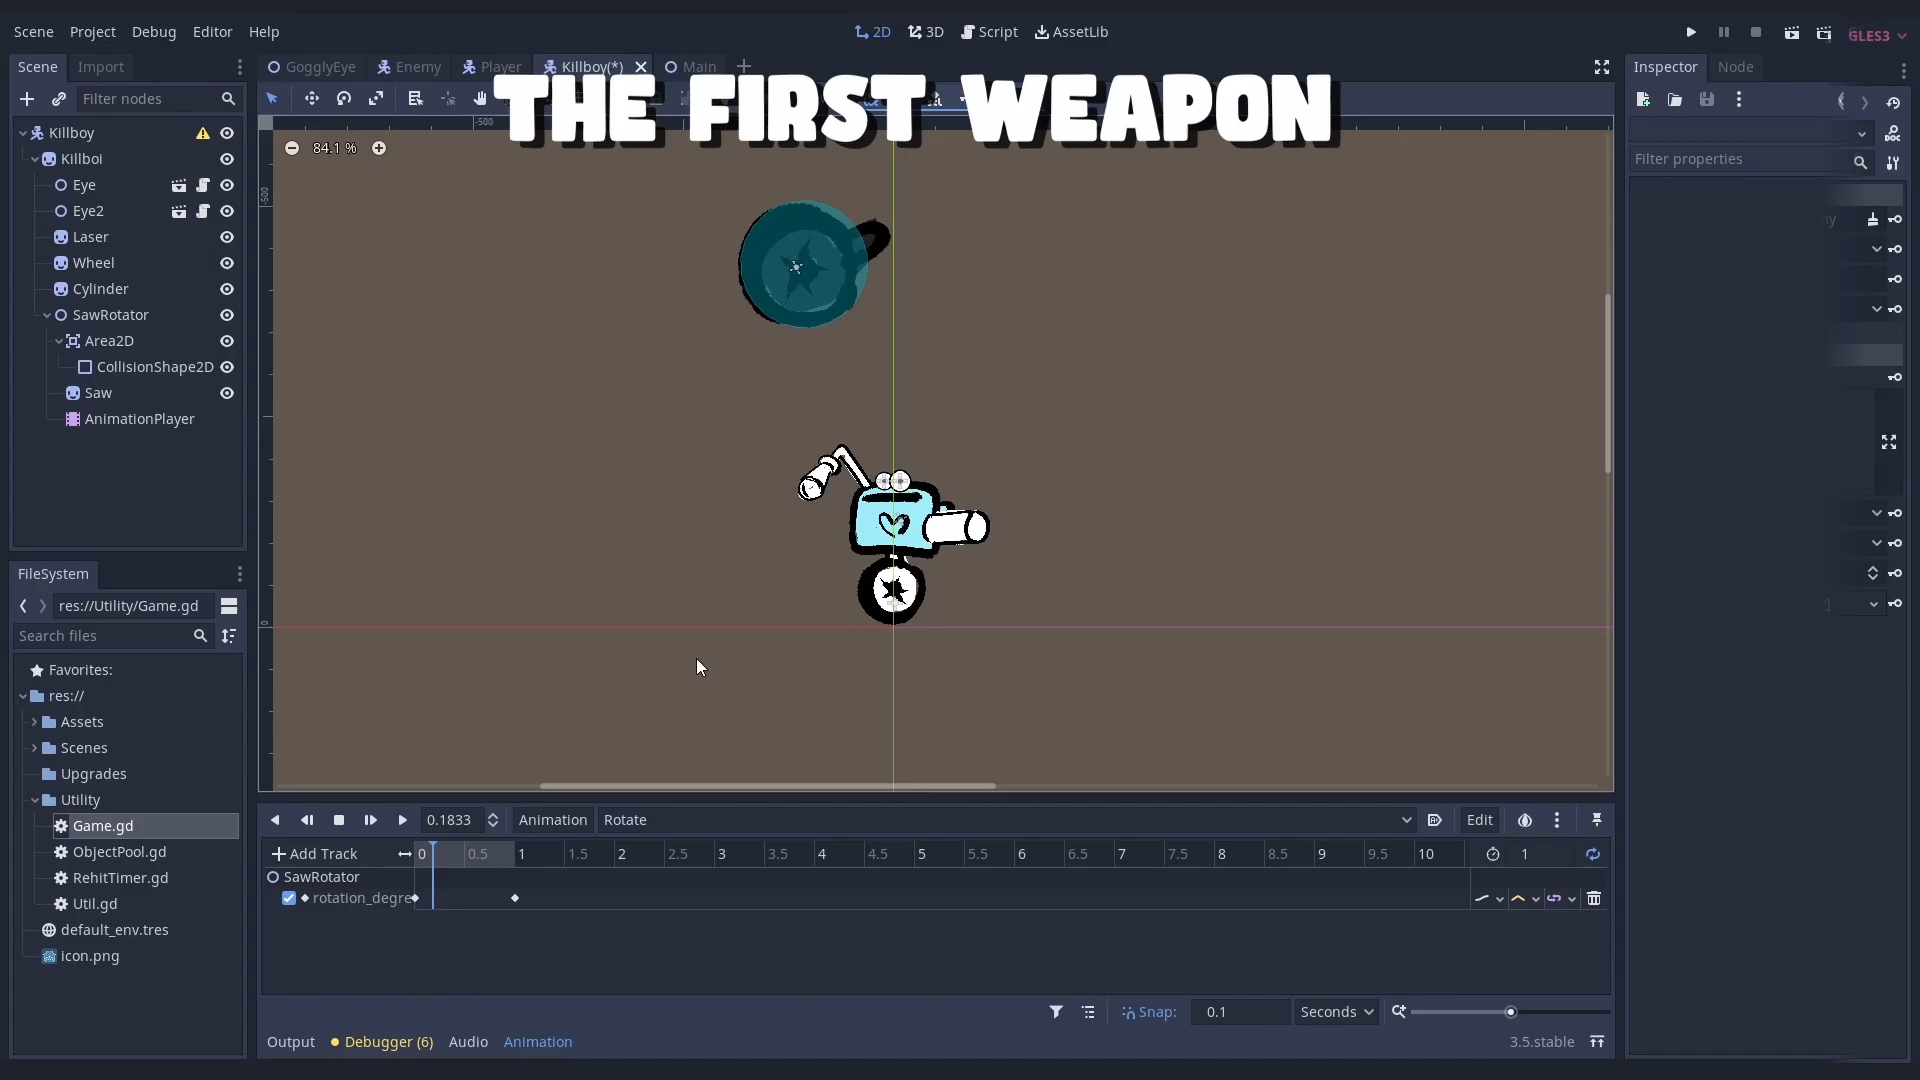 Scene Project Debug Editor Help
2D 3D Script AssetLib
GLES3
Scene Import
GogglyEye Enemy Player Killboy(*) Main
Inspector Node
Filter nodes
THE FIRST WEAPON
-500
84.1 %
-500
0
Filter properties
Killboy
Killboi
Eye
Eye2
Laser
Wheel
Cylinder
SawRotator
Area2D
CollisionShape2D
Saw
AnimationPlayer
FileSystem
res://Utility/Game.gd
Search files
Favorites:
res://
Assets
Scenes
Upgrades
Utility
Game.gd
ObjectPool.gd
RehitTimer.gd
Util.gd
default_env.tres
icon.png
0.1833 Animation Rotate Edit
Add Track 0 0.5 1 1.5 2 2.5 3 3.5 4 4.5 5 5.5 6 6.5 7 7.5 8 8.5 9 9.5 10 1
SawRotator
rotation_degre
Snap: 0.1 Seconds
Output Debugger (6) Audio Animation 3.5.stable